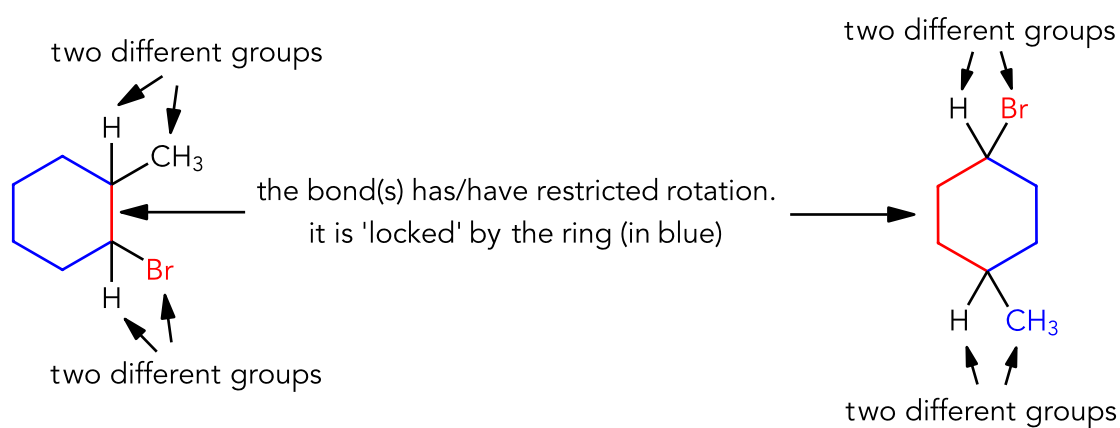 two different groups
H
CH3
the bond(s) has/have restricted rotation.
it is 'locked' by the ring (in blue)
Br
H
two different groups
two different groups
H Br
H CH3
two different groups